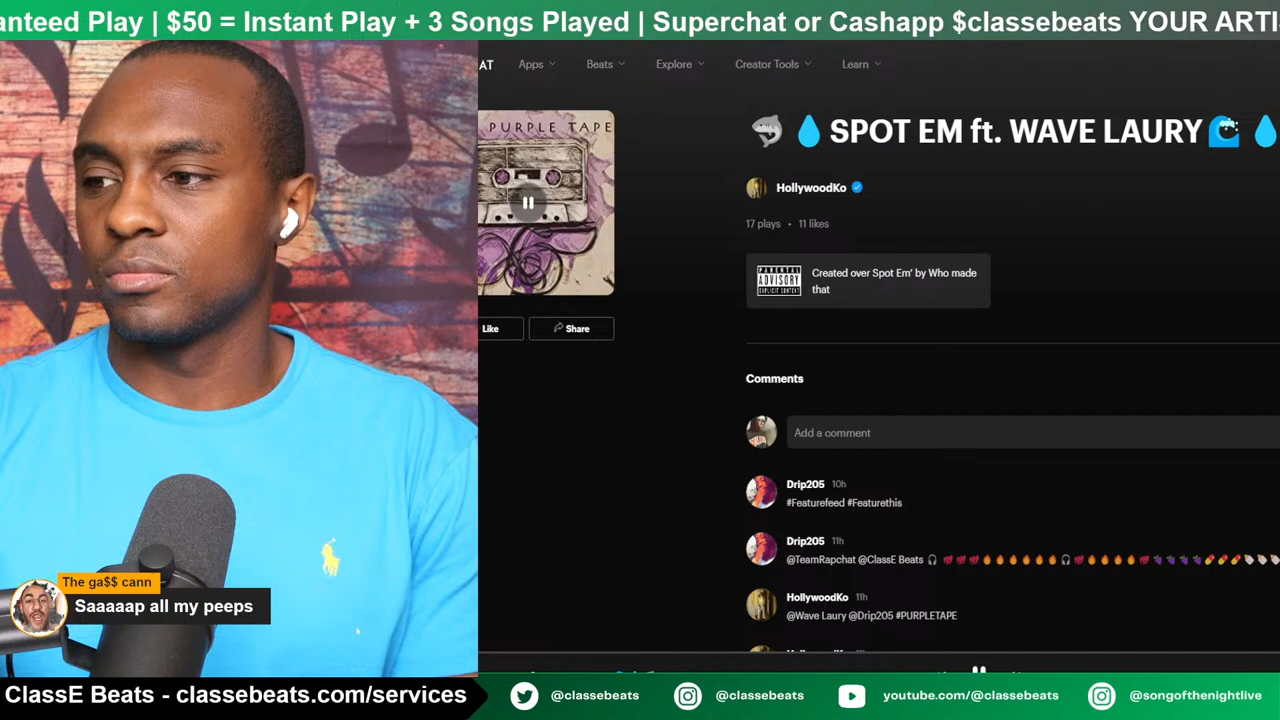 anteed Play | $50 = Instant Play + 3 Songs Played | Superchat or Cashapp $classebeats YOUR ARTI
AT Apps Beats Explore Creator Tools Learn
PURPLE TAPE
SPOT EM ft. WAVE LAURY
HollywoodKo
17 plays • 11 likes
PARENTAL
ADVISORY
EXPLICIT CONTENT
Created over Spot Em' by Who made
that
Like
Share
Comments
Add a comment
Drip205 10h
#Featurefeed #Featurethis
Drip205 11h
@TeamRapchat @ClassE Beats
HollywoodKo 11h
@Wave Laury @Drip205 #PURPLETAPE
The ga$$ cann
Saaaaap all my peeps
ClassE Beats - classebeats.com/services
@classebeats
@classebeats
youtube.com/@classebeats
@songofthenightlive